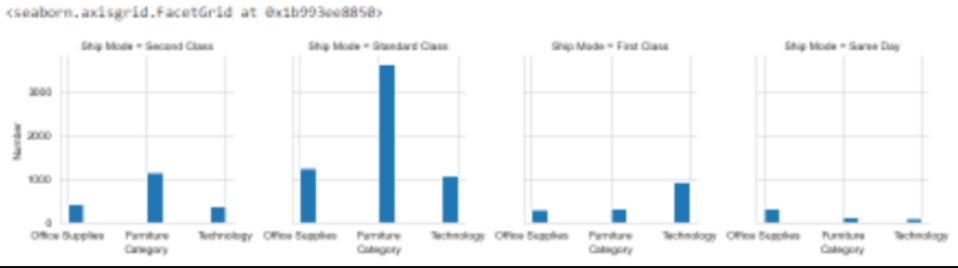 <seaborn.axisgrid.FacetGrid at 0x1b993ee8850>
Ship Mode = Second Class
Ship Mode = Standard Class
Ship Mode = First Class
Ship Mode = Same Day
Number
3000
2000
1000
0
Office Supplies Furniture Technology
Category
Office Supplies Furniture Technology
Category
Office Supplies Furniture Technology
Category
Office Supplies Furniture Technology
Category